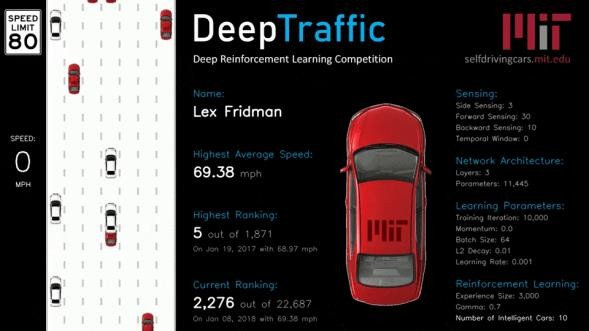 SPEED
LIMIT
80
SPEED:
0
MPH
DeepTraffic
Deep Reinforcement Learning Competition
MIT
selfdrivingcars.mit.edu
Name:
Lex Fridman
Highest Average Speed:
69.38 mph
Highest Ranking:
5 out of 1,871
On Jan 19, 2017 with 68.97 mph
Current Ranking:
2,276 out of 22,687
On Jan 08, 2018 with 69.38 mph
MIT
Sensing:
Side Sensing: 3
Forward Sensing: 30
Backward Sensing: 10
Temporal Window: 0
Network Architecture:
Layers: 3
Parameters: 11,445
Learning Parameters:
Training Iteration: 10,000
Momentum: 0.0
Batch Size: 64
L2 Decay: 0.01
Learning Rate: 0.001
Reinforcement Learning:
Experience Size: 3,000
Gamma: 0.7
Number of Intelligent Cars: 10